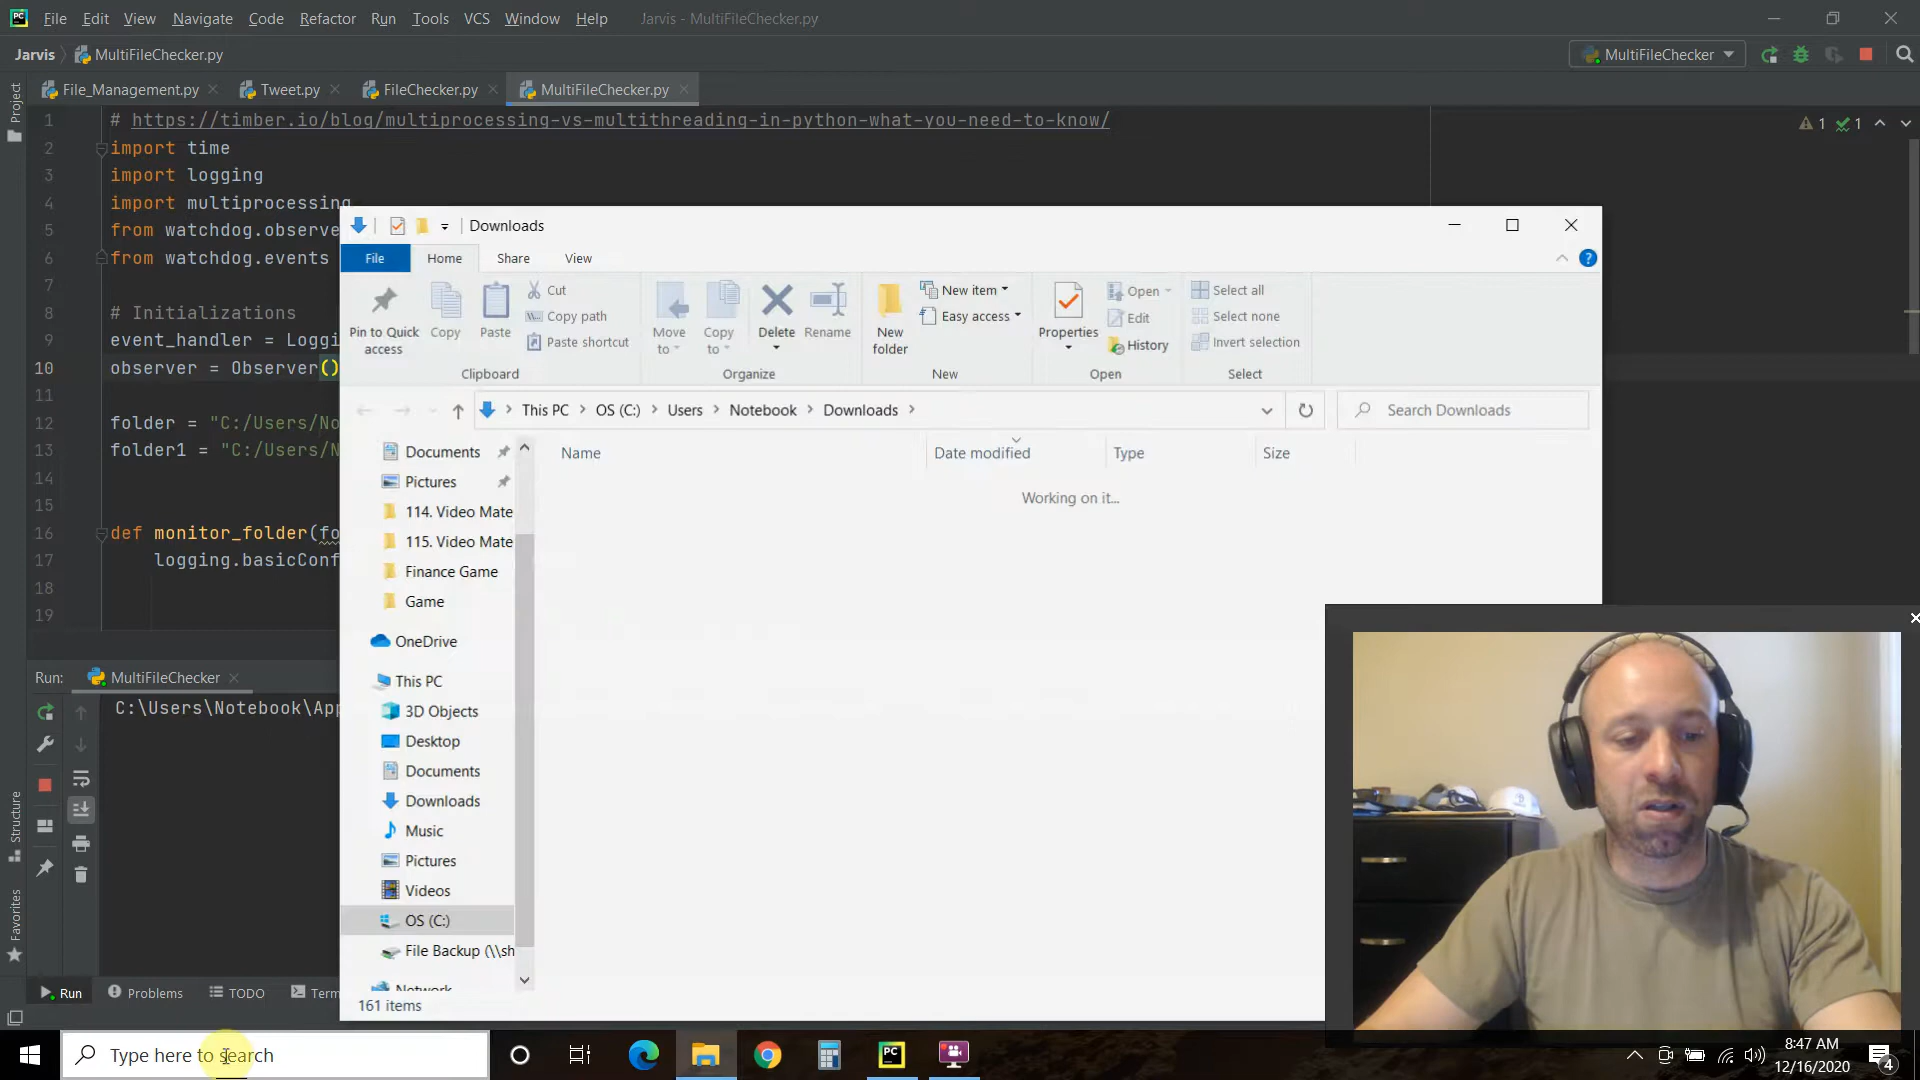 File Edit View Navigate Code Refactor Run Tools VCS Window Help Jarvis - MultiFileChecker.py
Jarvis MultiFileChecker.py MultiFileChecker
File_Management.py Tweet.py FileChecker.py MultiFileChecker.py
Project
1 # https://timber.io/blog/multiprocessing-vs-multithreading-in-python-what-you-need-to-know/ 1 1
2 import time
3 import logging
4 import multiprocessing
5 from watchdog.observe
6 from watchdog.events
7
8 # Initializations
9 event_handler = Loggi
10 observer = Observer()
11
12 folder = "C:/Users/No
13 folder1 = "C:/Users/N
14
15
16 def monitor_folder(fo
17 logging.basicConf
18
19
Downloads
File Home Share View
Pin to Quick access
Copy
Paste
Cut
Copy path
Paste shortcut
Clipboard
Move to
Copy to
Delete
Rename
Organize
New folder
New item
Easy access
New
Properties
Open
Edit
History
Open
Select all
Select none
Invert selection
Select
This PC OS (C:) Users Notebook Downloads
Search Downloads
Name Date modified Type Size
Working on it...
Documents
Pictures
114. Video Mate
115. Video Mate
Finance Game
Game
OneDrive
This PC
3D Objects
Desktop
Documents
Downloads
Music
Pictures
Videos
OS (C:)
File Backup (\\sh
Network
161 items
Run: MultiFileChecker
C:\Users\Notebook\App
Structure
Favorites
Run Problems TODO Term
Type here to search
PC
8:47 AM
12/16/2020
4